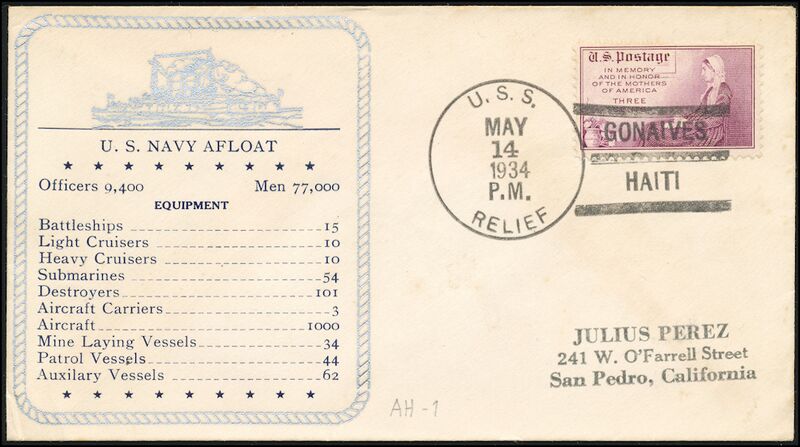 U. S. NAVY AFLOAT
★ ★ ★ ★ ★ ★ ★ ★ ★ ★
Officers 9,400 Men 77,000
EQUIPMENT
Battleships 15
Light Cruisers 10
Heavy Cruisers 10
Submarines 54
Destroyers 101
Aircraft Carriers 3
Aircraft 1000
Mine Laying Vessels 34
Patrol Vessels 44
Auxilary Vessels 62
★ ★ ★ ★ ★ ★ ★ ★ ★ ★
U. S. S.
MAY
14
1934
P.M.
RELIEF
U.S. Postage
IN MEMORY
AND IN HONOR
OF THE MOTHERS
OF AMERICA
THREE
GONAIVES
HAITI
JULIUS PEREZ
241 W. O'Farrell Street
San Pedro, California
AH-1